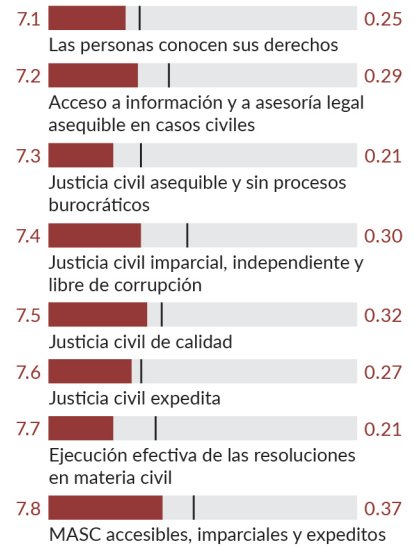 7.1 0.25
Las personas conocen sus derechos
7.2 0.29
Acceso a información y a asesoría legal
asequible en casos civiles
7.3 0.21
Justicia civil asequible y sin procesos
burocráticos
7.4 0.30
Justicia civil imparcial, independiente y
libre de corrupción
7.5 0.32
Justicia civil de calidad
7.6 0.27
Justicia civil expedita
7.7 0.21
Ejecución efectiva de las resoluciones
en materia civil
7.8 0.37
MASC accesibles, imparciales y expeditos